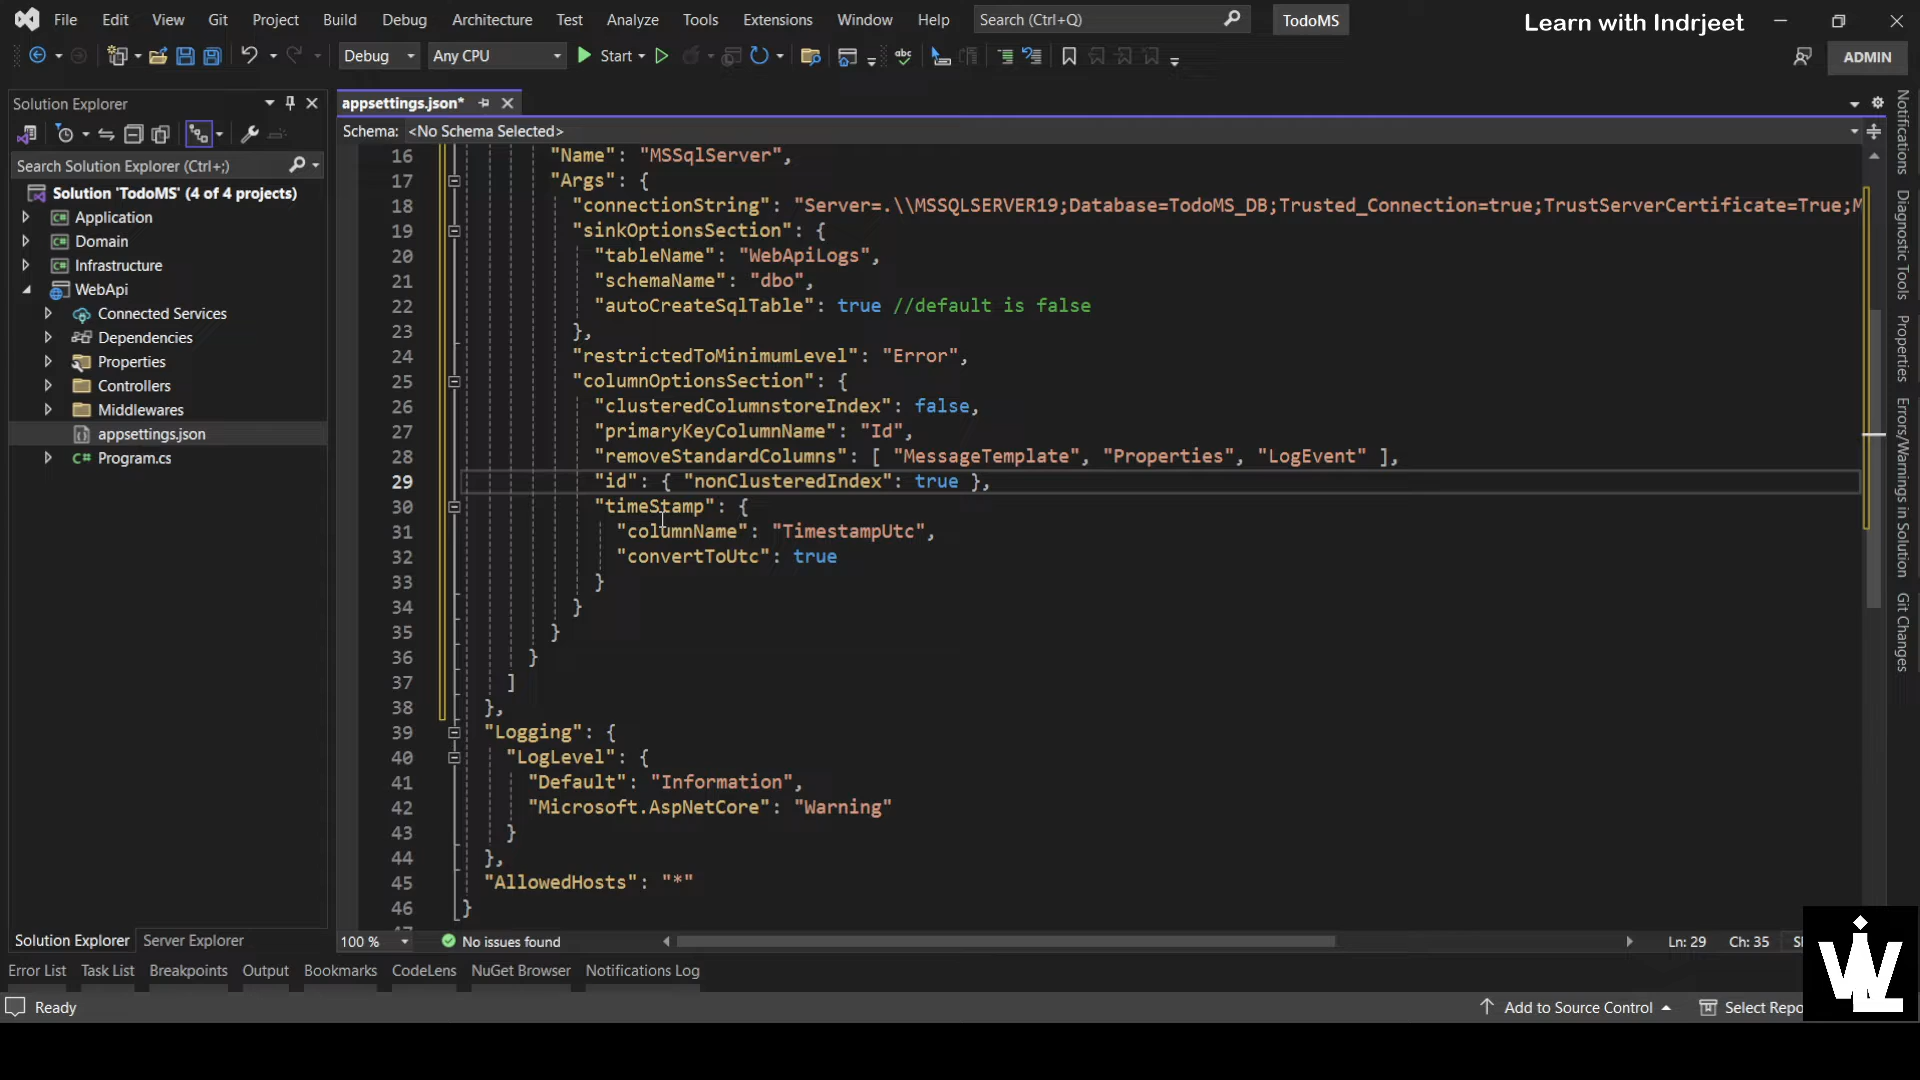 File Edit View Git Project Build Debug Architecture Test Analyze Tools Extensions Window Help Search (Ctrl+Q) TodoMS Learn with Indrjeet
Debug Any CPU Start ADMIN
Solution Explorer
Search Solution Explorer (Ctrl+;)
Solution 'TodoMS' (4 of 4 projects)
Application
Domain
Infrastructure
WebApi
Connected Services
Dependencies
Properties
Controllers
Middlewares
appsettings.json
Program.cs
Solution Explorer Server Explorer
appsettings.json*
Schema: <No Schema Selected>
16 "Name": "MSSqlServer",
17 "Args": {
18 "connectionString": "Server=.\\MSSQLSERVER19;Database=TodoMS_DB;Trusted_Connection=true;TrustServerCertificate=True;M
19 "sinkOptionsSection": {
20 "tableName": "WebApiLogs",
21 "schemaName": "dbo",
22 "autoCreateSqlTable": true //default is false
23 },
24 "restrictedToMinimumLevel": "Error",
25 "columnOptionsSection": {
26 "clusteredColumnstoreIndex": false,
27 "primaryKeyColumnName": "Id",
28 "removeStandardColumns": [ "MessageTemplate", "Properties", "LogEvent" ],
29 "id": { "nonClusteredIndex": true },
30 "timeStamp": {
31 "columnName": "TimestampUtc",
32 "convertToUtc": true
33 }
34 }
35 }
36 }
37 ]
38 },
39 "Logging": {
40 "LogLevel": {
41 "Default": "Information",
42 "Microsoft.AspNetCore": "Warning"
43 }
44 },
45 "AllowedHosts": "*"
46 }
100 % No issues found Ln: 29 Ch: 35
Notifications
Diagnostic Tools
Properties
Errors/Warnings in Solution
Git Changes
Error List Task List Breakpoints Output Bookmarks CodeLens NuGet Browser Notifications Log
Ready Add to Source Control Select Repo